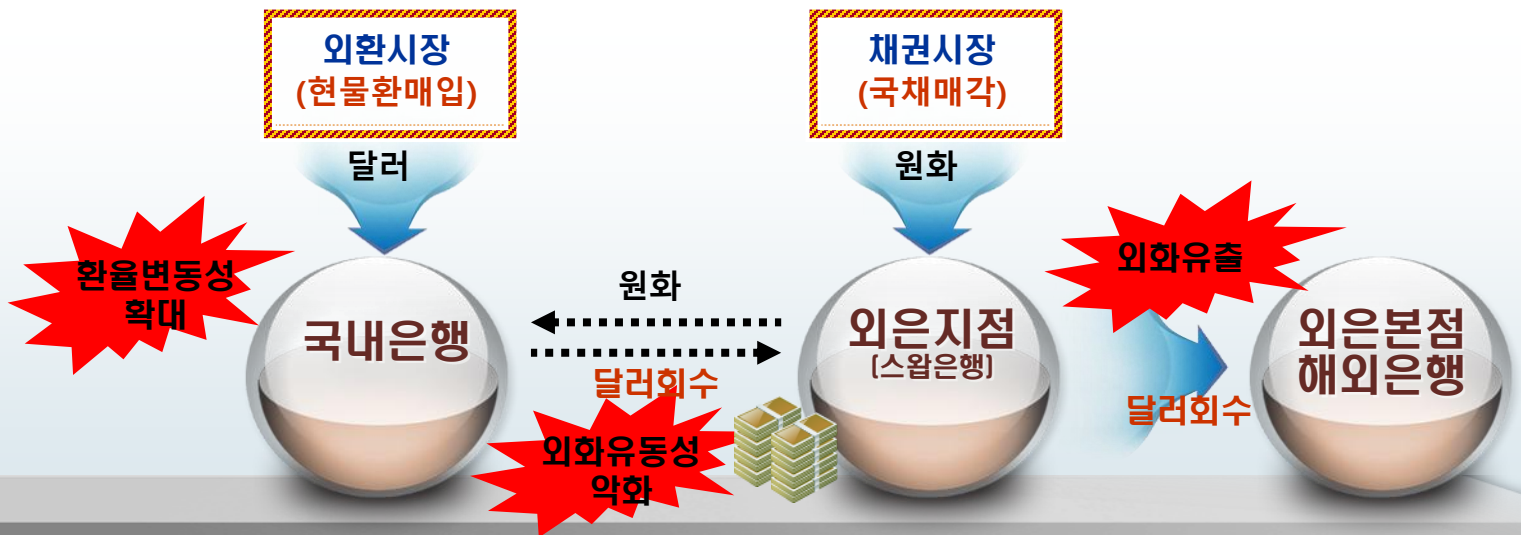 외환시장
(현물환매입)
채권시장
(국채매각)
달러
원화
환율변동성
확대
국내은행
원화
달러회수
외화유동성
악화
외은지점
(스왑은행)
외화유출
달러회수
외은본점
해외은행